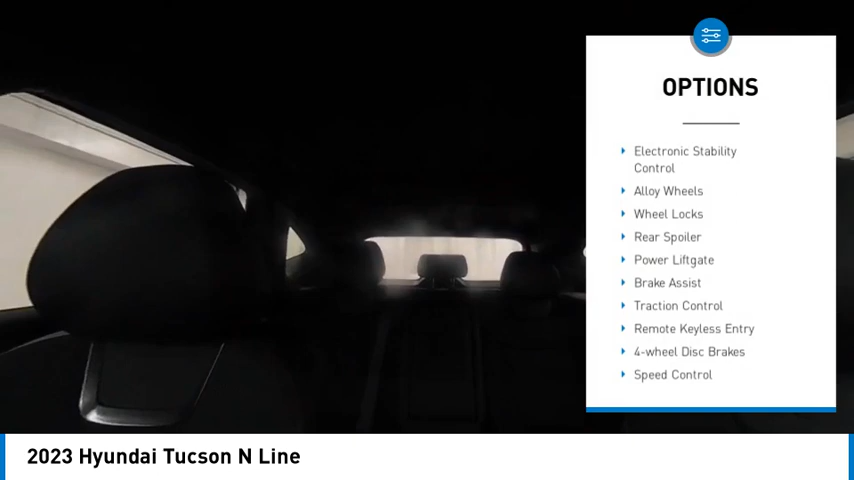 OPTIONS
Electronic Stability
Control
Alloy Wheels
Wheel Locks
Rear Spoiler
Power Liftgate
Brake Assist
Traction Control
Remote Keyless Entry
4-wheel Disc Brakes
Speed Control
2023 Hyundai Tucson N Line